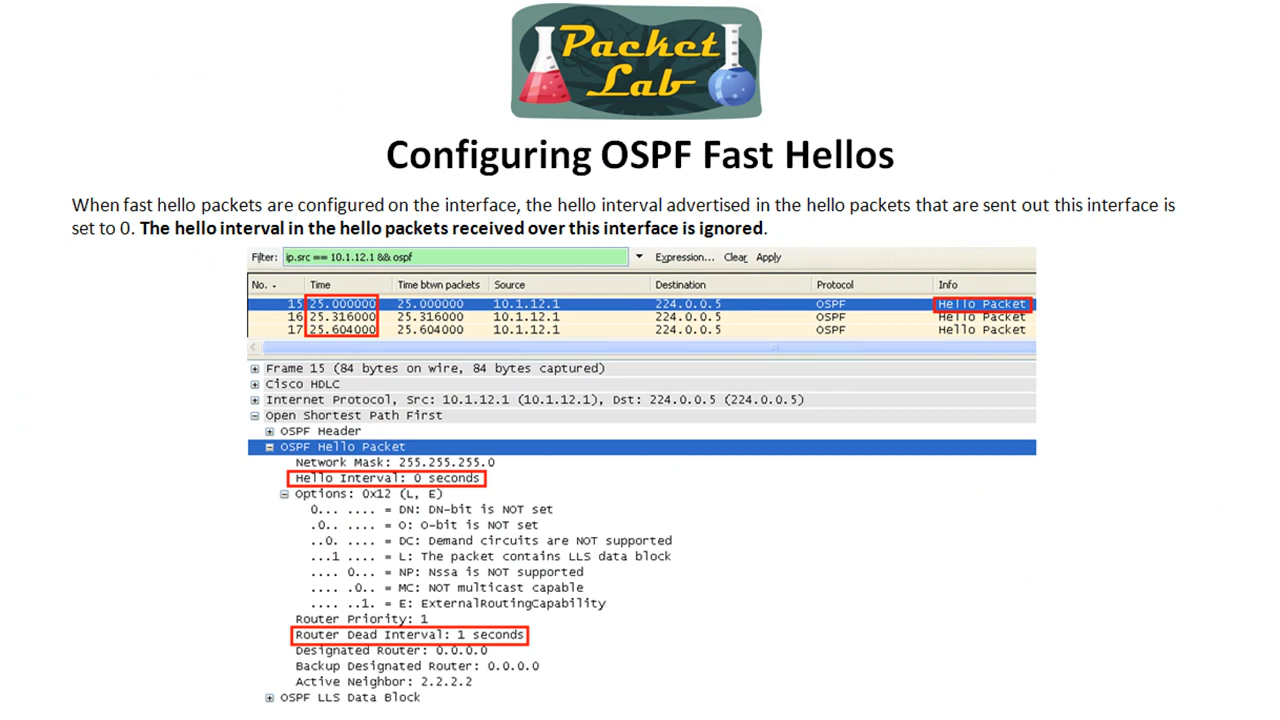 Packet
Lab
Configuring OSPF Fast Hellos
When fast hello packets are configured on the interface, the hello interval advertised in the hello packets that are sent out this interface is
set to 0. The hello interval in the hello packets received over this interface is ignored.
Filter: ip.src == 10.1.12.1 && ospf Expression... Clear Apply
No. Time Time btwn packets Source Destination Protocol Info
15 25.000000 25.000000 10.1.12.1 224.0.0.5 OSPF Hello Packet
16 25.316000 25.316000 10.1.12.1 224.0.0.5 OSPF Hello Packet
17 25.604000 25.604000 10.1.12.1 224.0.0.5 OSPF Hello Packet
Frame 15 (84 bytes on wire, 84 bytes captured)
Cisco HDLC
Internet Protocol, Src: 10.1.12.1 (10.1.12.1), Dst: 224.0.0.5 (224.0.0.5)
Open Shortest Path First
OSPF Header
OSPF Hello Packet
Network Mask: 255.255.255.0
Hello Interval: 0 seconds
Options: 0x12 (L, E)
0... .... = DN: DN-bit is NOT set
.0.. .... = O: O-bit is NOT set
..0. .... = DC: Demand circuits are NOT supported
...1 .... = L: The packet contains LLS data block
.... 0... = NP: Nssa is NOT supported
.... .0.. = MC: NOT multicast capable
.... ..1. = E: ExternalRoutingCapability
Router Priority: 1
Router Dead Interval: 1 seconds
Designated Router: 0.0.0.0
Backup Designated Router: 0.0.0.0
Active Neighbor: 2.2.2.2
OSPF LLS Data Block